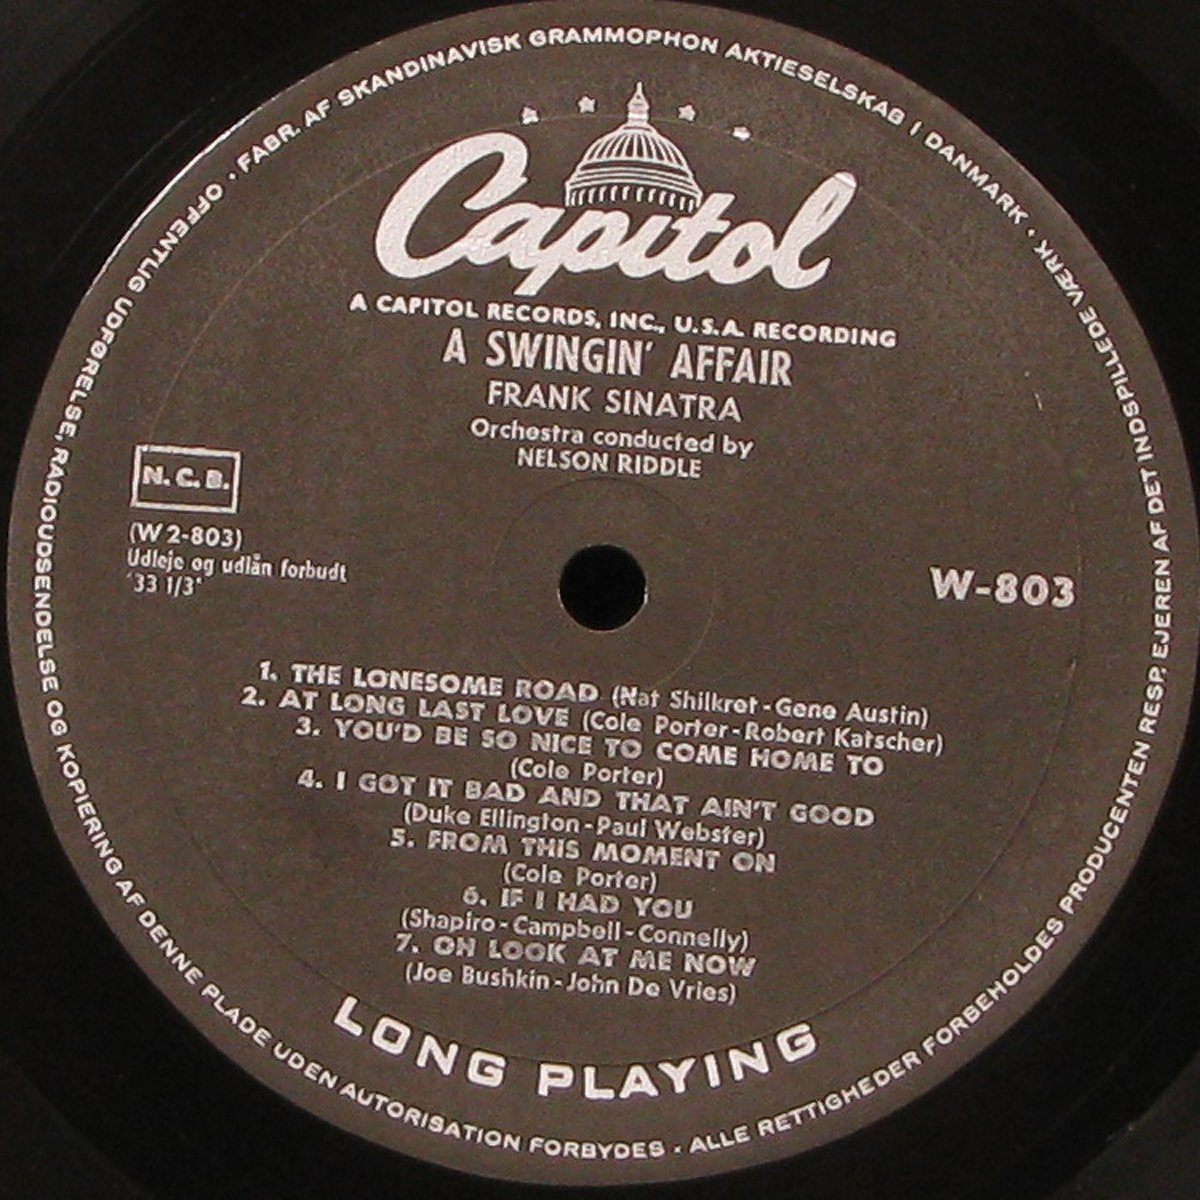 FABR. AF SKANDINAVISK GRAMMOPHON AKTIESELSKAB I DANMARK · ALLE RETTIGHEDER FORBEHOLDES PRODUCENTEN RESP. EJEREN AF DET INDSPILLEDE VÆRK · OFFENTLIG UDFØRELSE, RADIOUDSENDELSE OG KOPIERING AF DENNE PLADE UDEN AUTORISATION FORBYDES ·
Capitol
A CAPITOL RECORDS, INC., U.S.A. RECORDING
A SWINGIN' AFFAIR
FRANK SINATRA
Orchestra conducted by
NELSON RIDDLE
N. C. B.
(W 2-803)
Udleje og udlån forbudt
33 1/3
W-803
1. THE LONESOME ROAD (Nat Shilkret-Gene Austin)
2. AT LONG LAST LOVE (Cole Porter-Robert Katscher)
3. YOU'D BE SO NICE TO COME HOME TO
(Cole Porter)
4. I GOT IT BAD AND THAT AIN'T GOOD
(Duke Ellington-Paul Webster)
5. FROM THIS MOMENT ON
(Cole Porter)
6. IF I HAD YOU
(Shapiro-Campbell-Connelly)
7. OH LOOK AT ME NOW
(Joe Bushkin-John De Vries)
LONG PLAYING